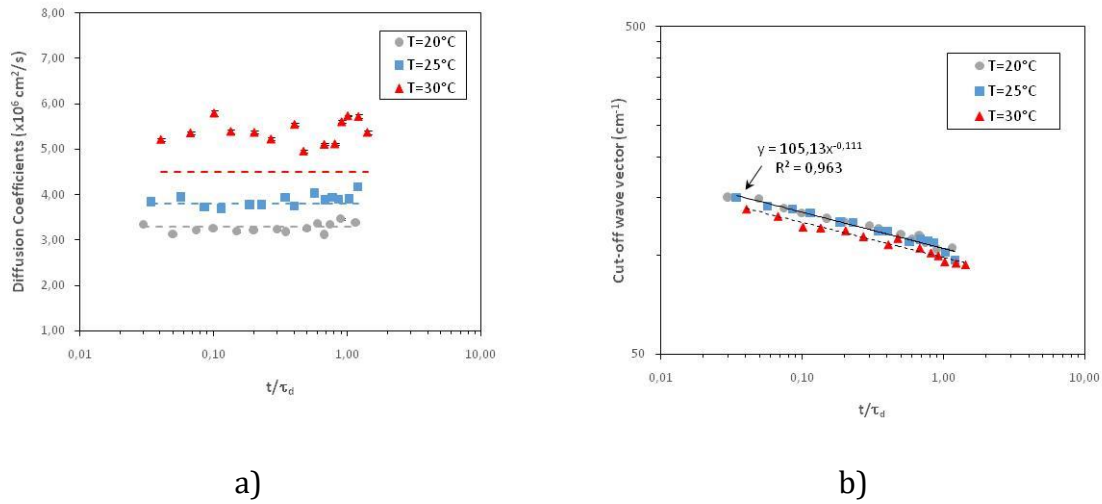 8,00
7,00
6,00
5,00
4,00
3,00
2,00
1,00
Diffusion Coefficients (x10⁶ cm²/s)
T=20°C
T=25°C
T=30°C
0,01
0,10
1,00
10,00
t/τd
a)
500
50
Cut-off wave vector (cm⁻¹)
T=20°C
T=25°C
T=30°C
y = 105,13x⁻⁰·¹¹¹
R² = 0,963
0,01
0,10
1,00
10,00
t/τd
b)